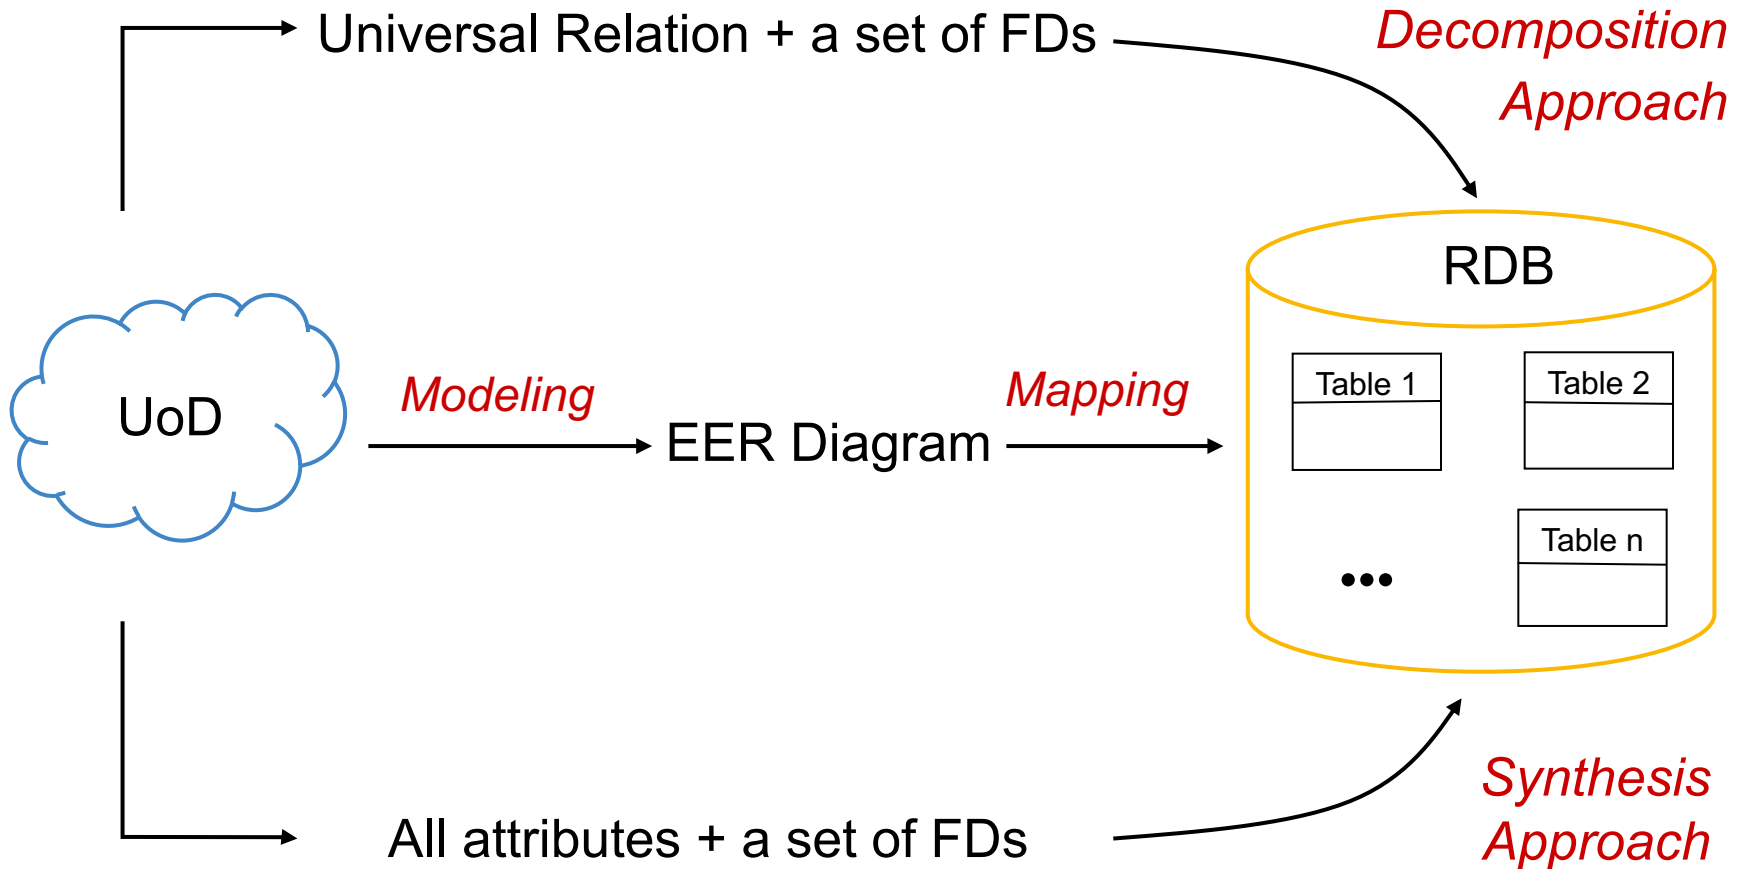 Universal Relation + a set of FDs
Decomposition
Approach
RDB
UoD
Modeling
EER Diagram
Mapping
Table 1
Table 2
•••
Table n
All attributes + a set of FDs
Synthesis
Approach